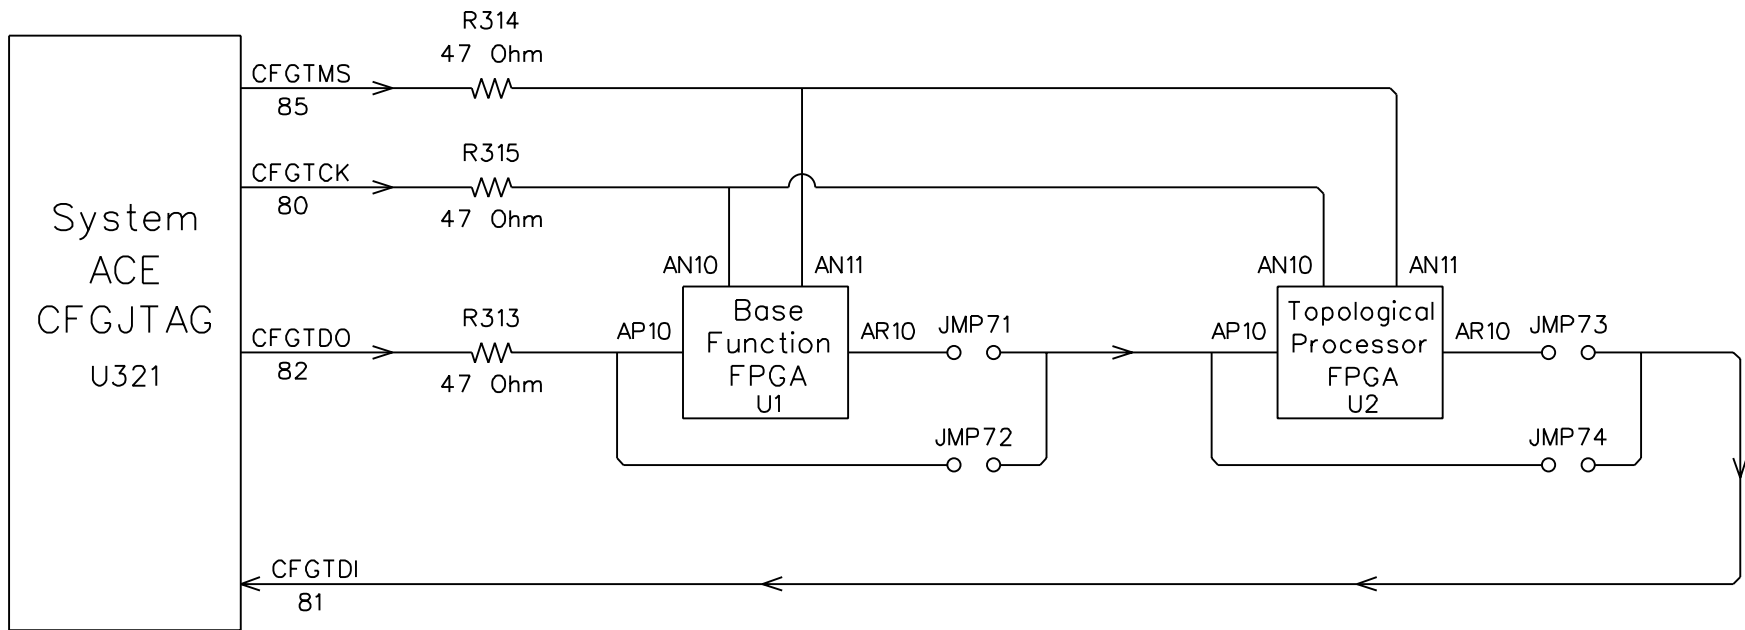 R314
47 Ohm
CFGTMS
85
R315
CFGTCK
80
47 Ohm
System
ACE
CFGJTAG
U321
AN10
AN11
AN10
AN11
R313
CFGTDO
82
47 Ohm
AP10
Base
Function
FPGA
U1
AR10
JMP71
JMP72
AP10
Topological
Processor
FPGA
U2
AR10
JMP73
JMP74
CFGTDI
81